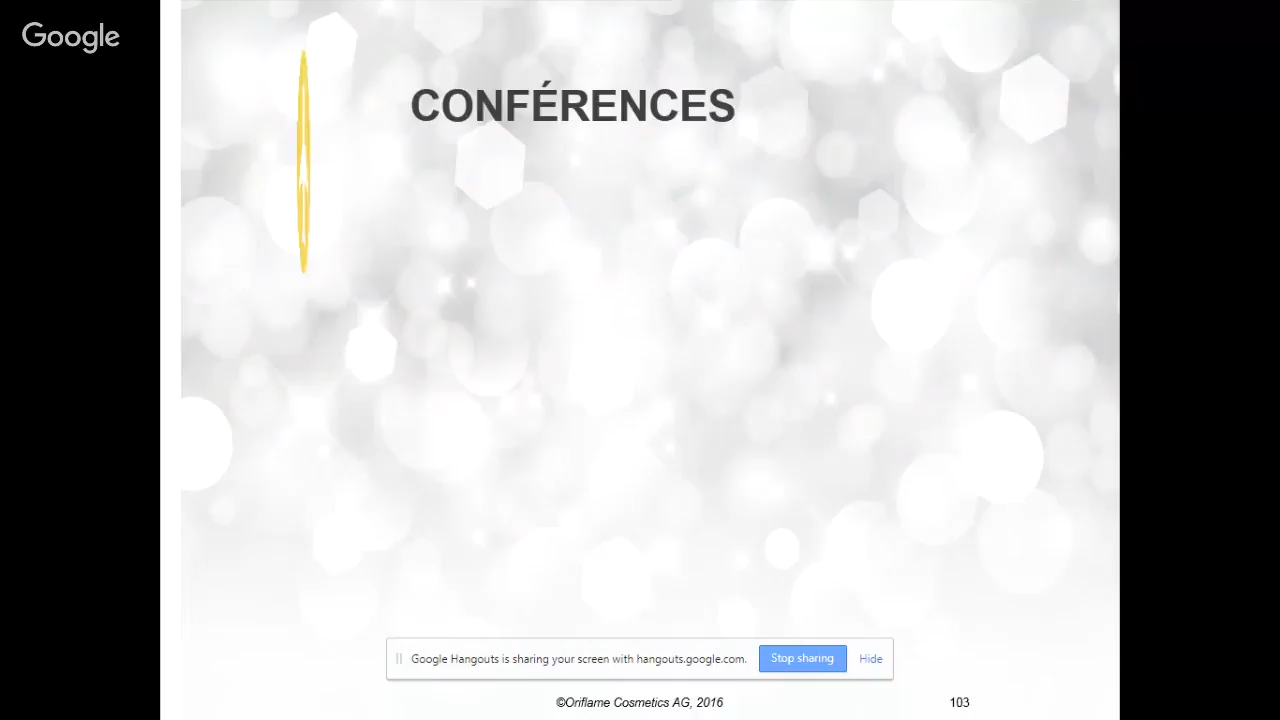 Google
CONFÉRENCES
Google Hangouts is sharing your screen with hangouts.google.com.
Stop sharing
Hide
©Oriflame Cosmetics AG, 2016
103